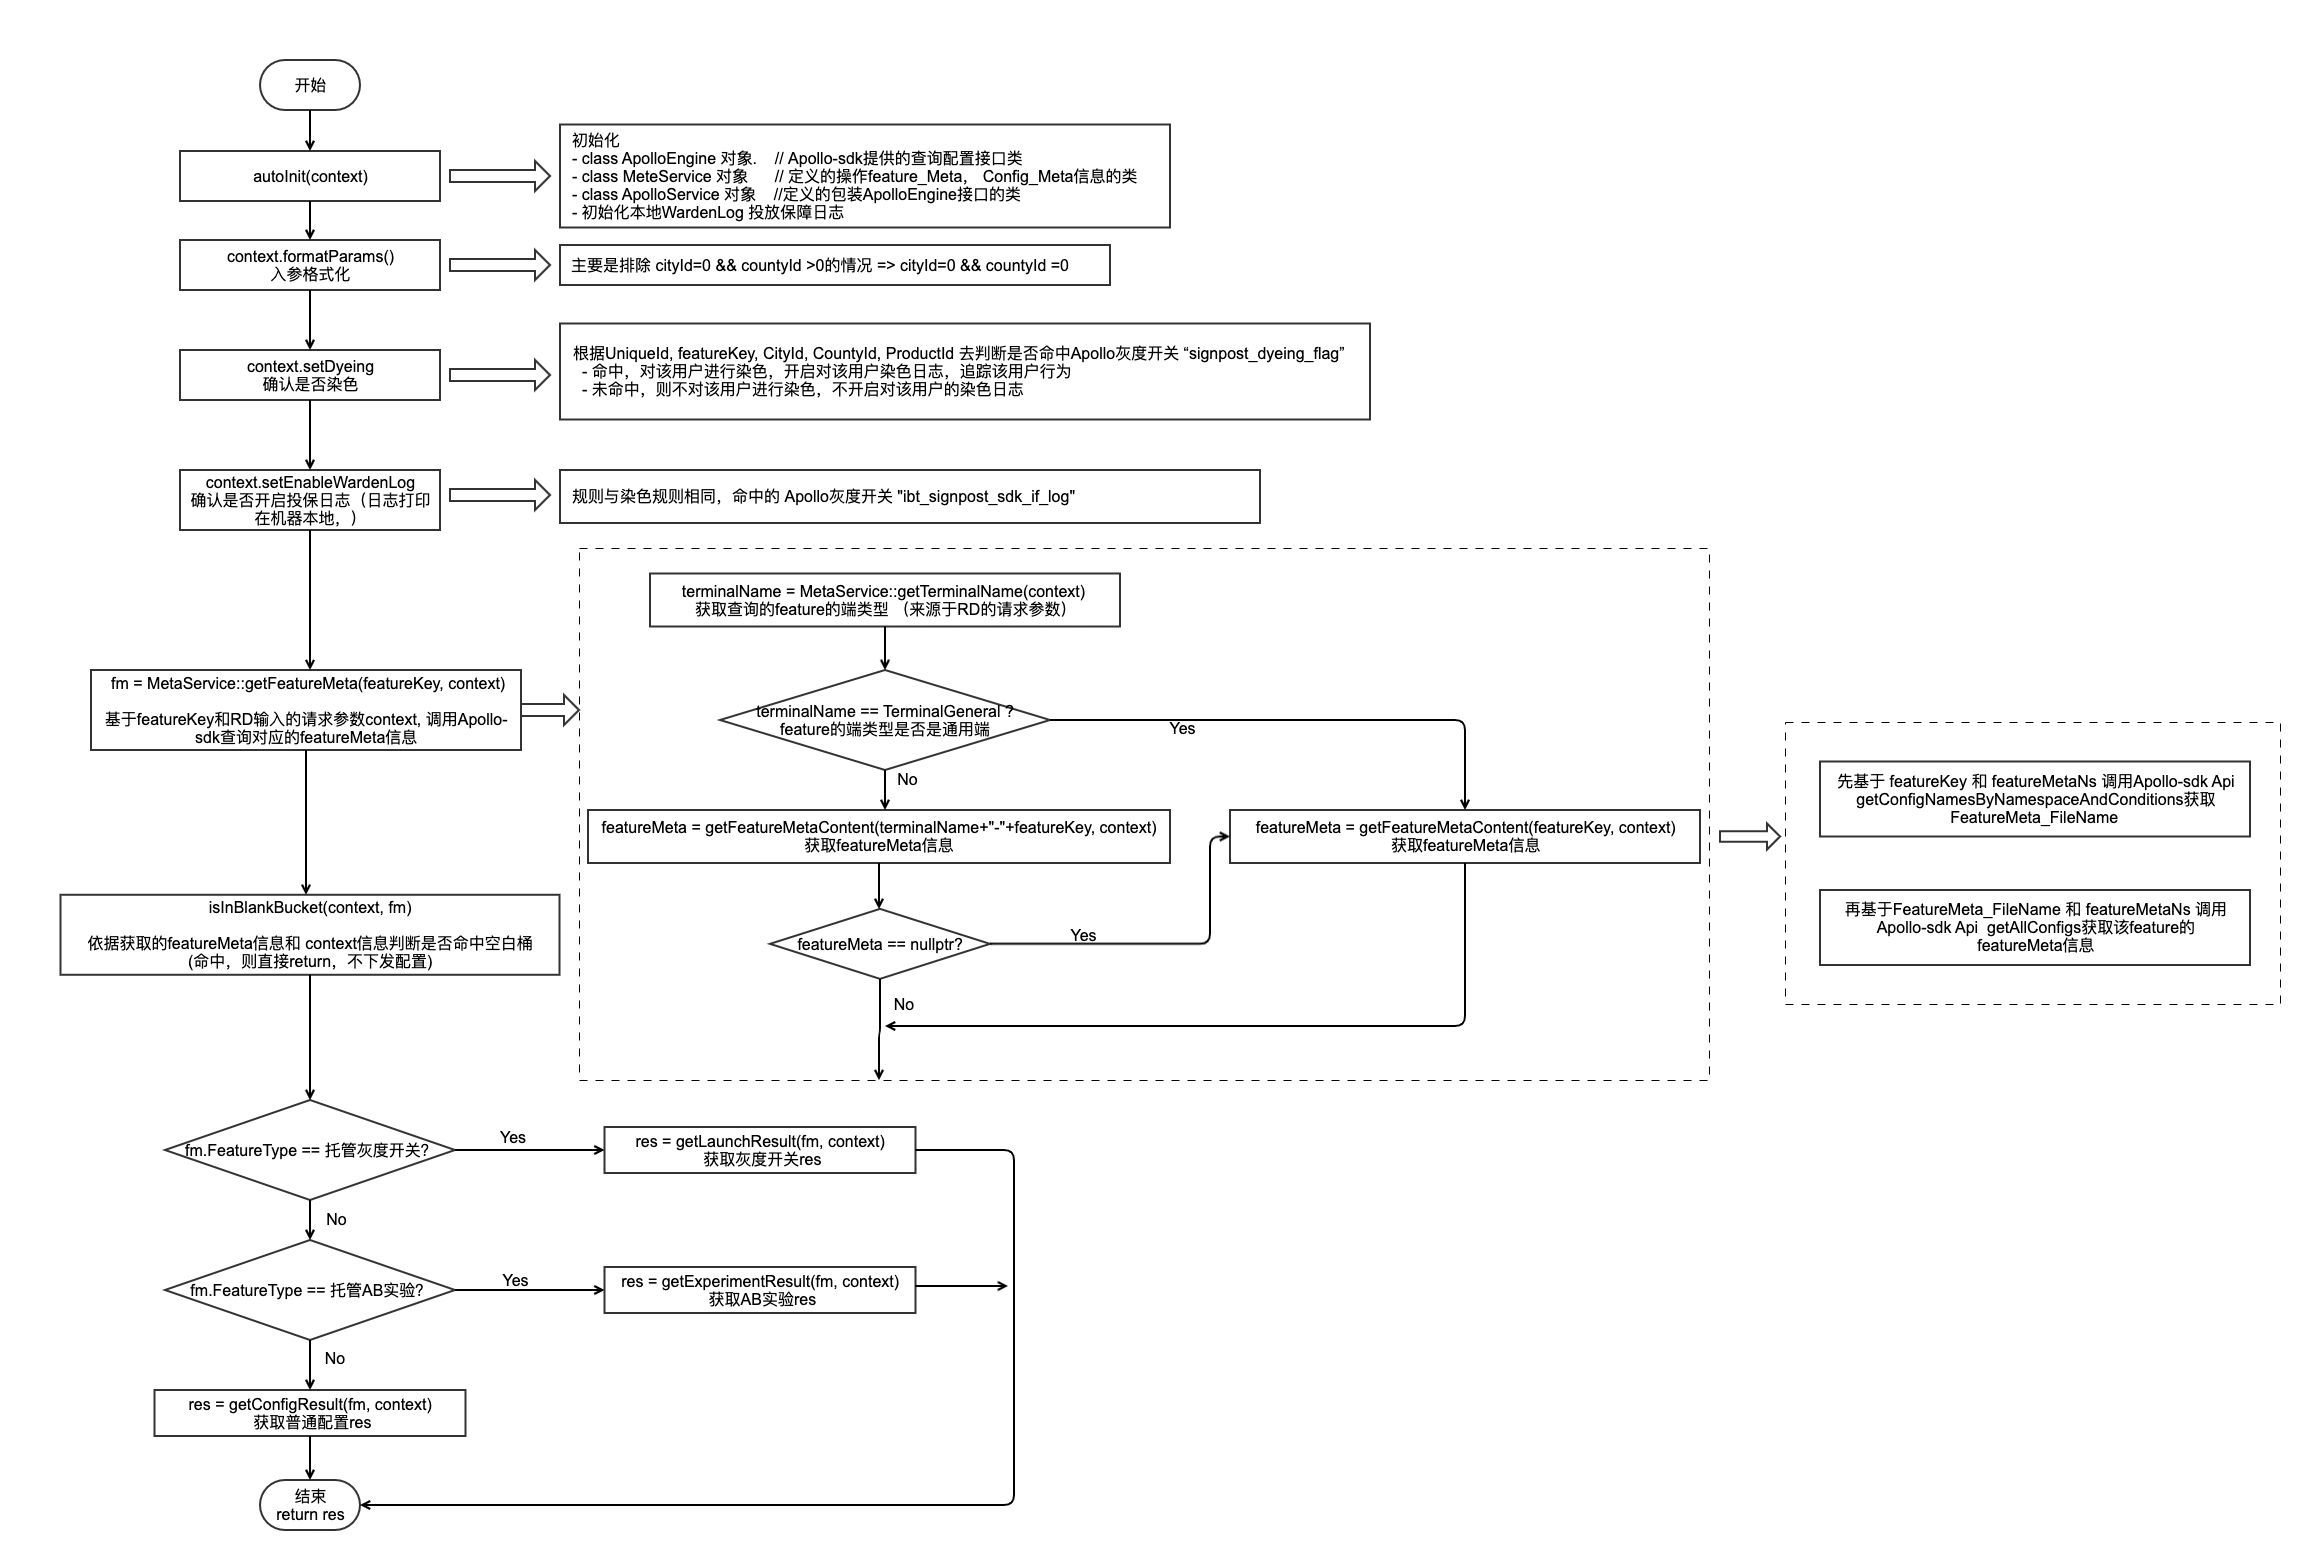 开始
autoInit(context)
初始化
- class ApolloEngine 对象.    // Apollo-sdk提供的查询配置接口类
- class MeteService 对象      // 定义的操作feature_Meta， Config_Meta信息的类
- class ApolloService 对象    //定义的包装ApolloEngine接口的类
- 初始化本地WardenLog 投放保障日志
context.formatParams()
入参格式化
主要是排除 cityId=0 && countyId >0的情况 => cityId=0 && countyId =0
context.setDyeing
确认是否染色
根据UniqueId, featureKey, CityId, CountyId, ProductId 去判断是否命中Apollo灰度开关 “signpost_dyeing_flag”
- 命中，对该用户进行染色，开启对该用户染色日志，追踪该用户行为
- 未命中，则不对该用户进行染色，不开启对该用户的染色日志
context.setEnableWardenLog
确认是否开启投保日志（日志打印
在机器本地，）
规则与染色规则相同，命中的 Apollo灰度开关 "ibt_signpost_sdk_if_log"
fm = MetaService::getFeatureMeta(featureKey, context)
基于featureKey和RD输入的请求参数context, 调用Apollo-
sdk查询对应的featureMeta信息
terminalName = MetaService::getTerminalName(context)
获取查询的feature的端类型 （来源于RD的请求参数）
terminalName == TerminalGeneral ?
feature的端类型是否是通用端
Yes
No
featureMeta = getFeatureMetaContent(terminalName+"-"+featureKey, context)
获取featureMeta信息
featureMeta = getFeatureMetaContent(featureKey, context)
获取featureMeta信息
featureMeta == nullptr?
Yes
No
先基于 featureKey 和 featureMetaNs 调用Apollo-sdk Api
getConfigNamesByNamespaceAndConditions获取
FeatureMeta_FileName
再基于FeatureMeta_FileName 和 featureMetaNs 调用
Apollo-sdk Api  getAllConfigs获取该feature的
featureMeta信息
isInBlankBucket(context, fm)
依据获取的featureMeta信息和 context信息判断是否命中空白桶
(命中，则直接return，不下发配置)
fm.FeatureType == 托管灰度开关?
Yes
res = getLaunchResult(fm, context)
获取灰度开关res
No
fm.FeatureType == 托管AB实验?
Yes
res = getExperimentResult(fm, context)
获取AB实验res
No
res = getConfigResult(fm, context)
获取普通配置res
结束
return res